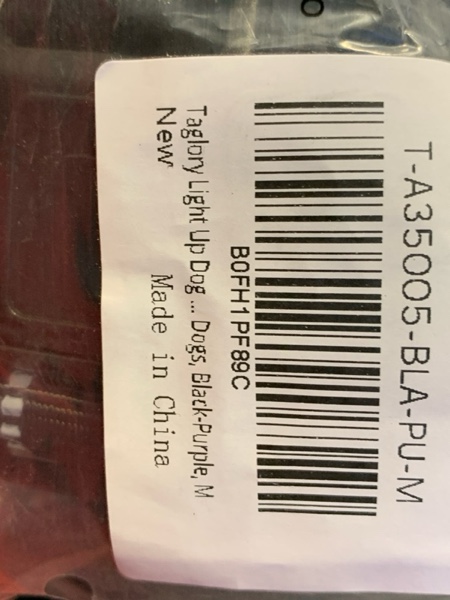 T-A35005-BLA-PU-M
B0FH1PF89C
Taglory Light Up Dog ... Dogs, Black-Purple, M
New Made in China